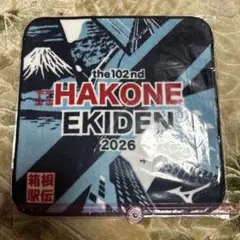 the 102nd
HAKONE
EKIDEN
2026
箱根
駅伝